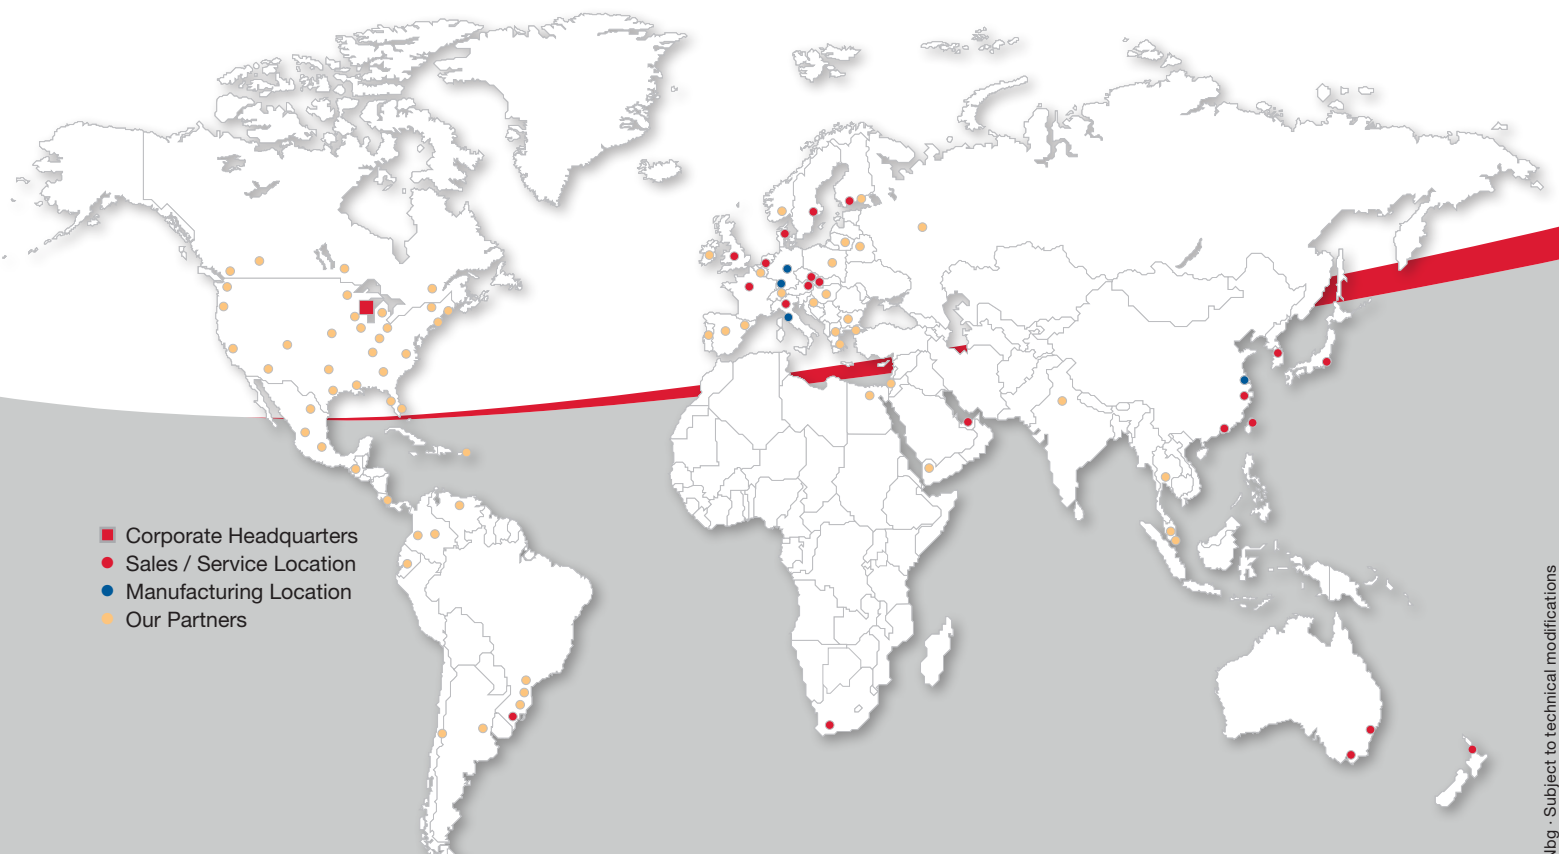 Corporate Headquarters
Sales / Service Location
Manufacturing Location
Our Partners
· Subject to technical modifications